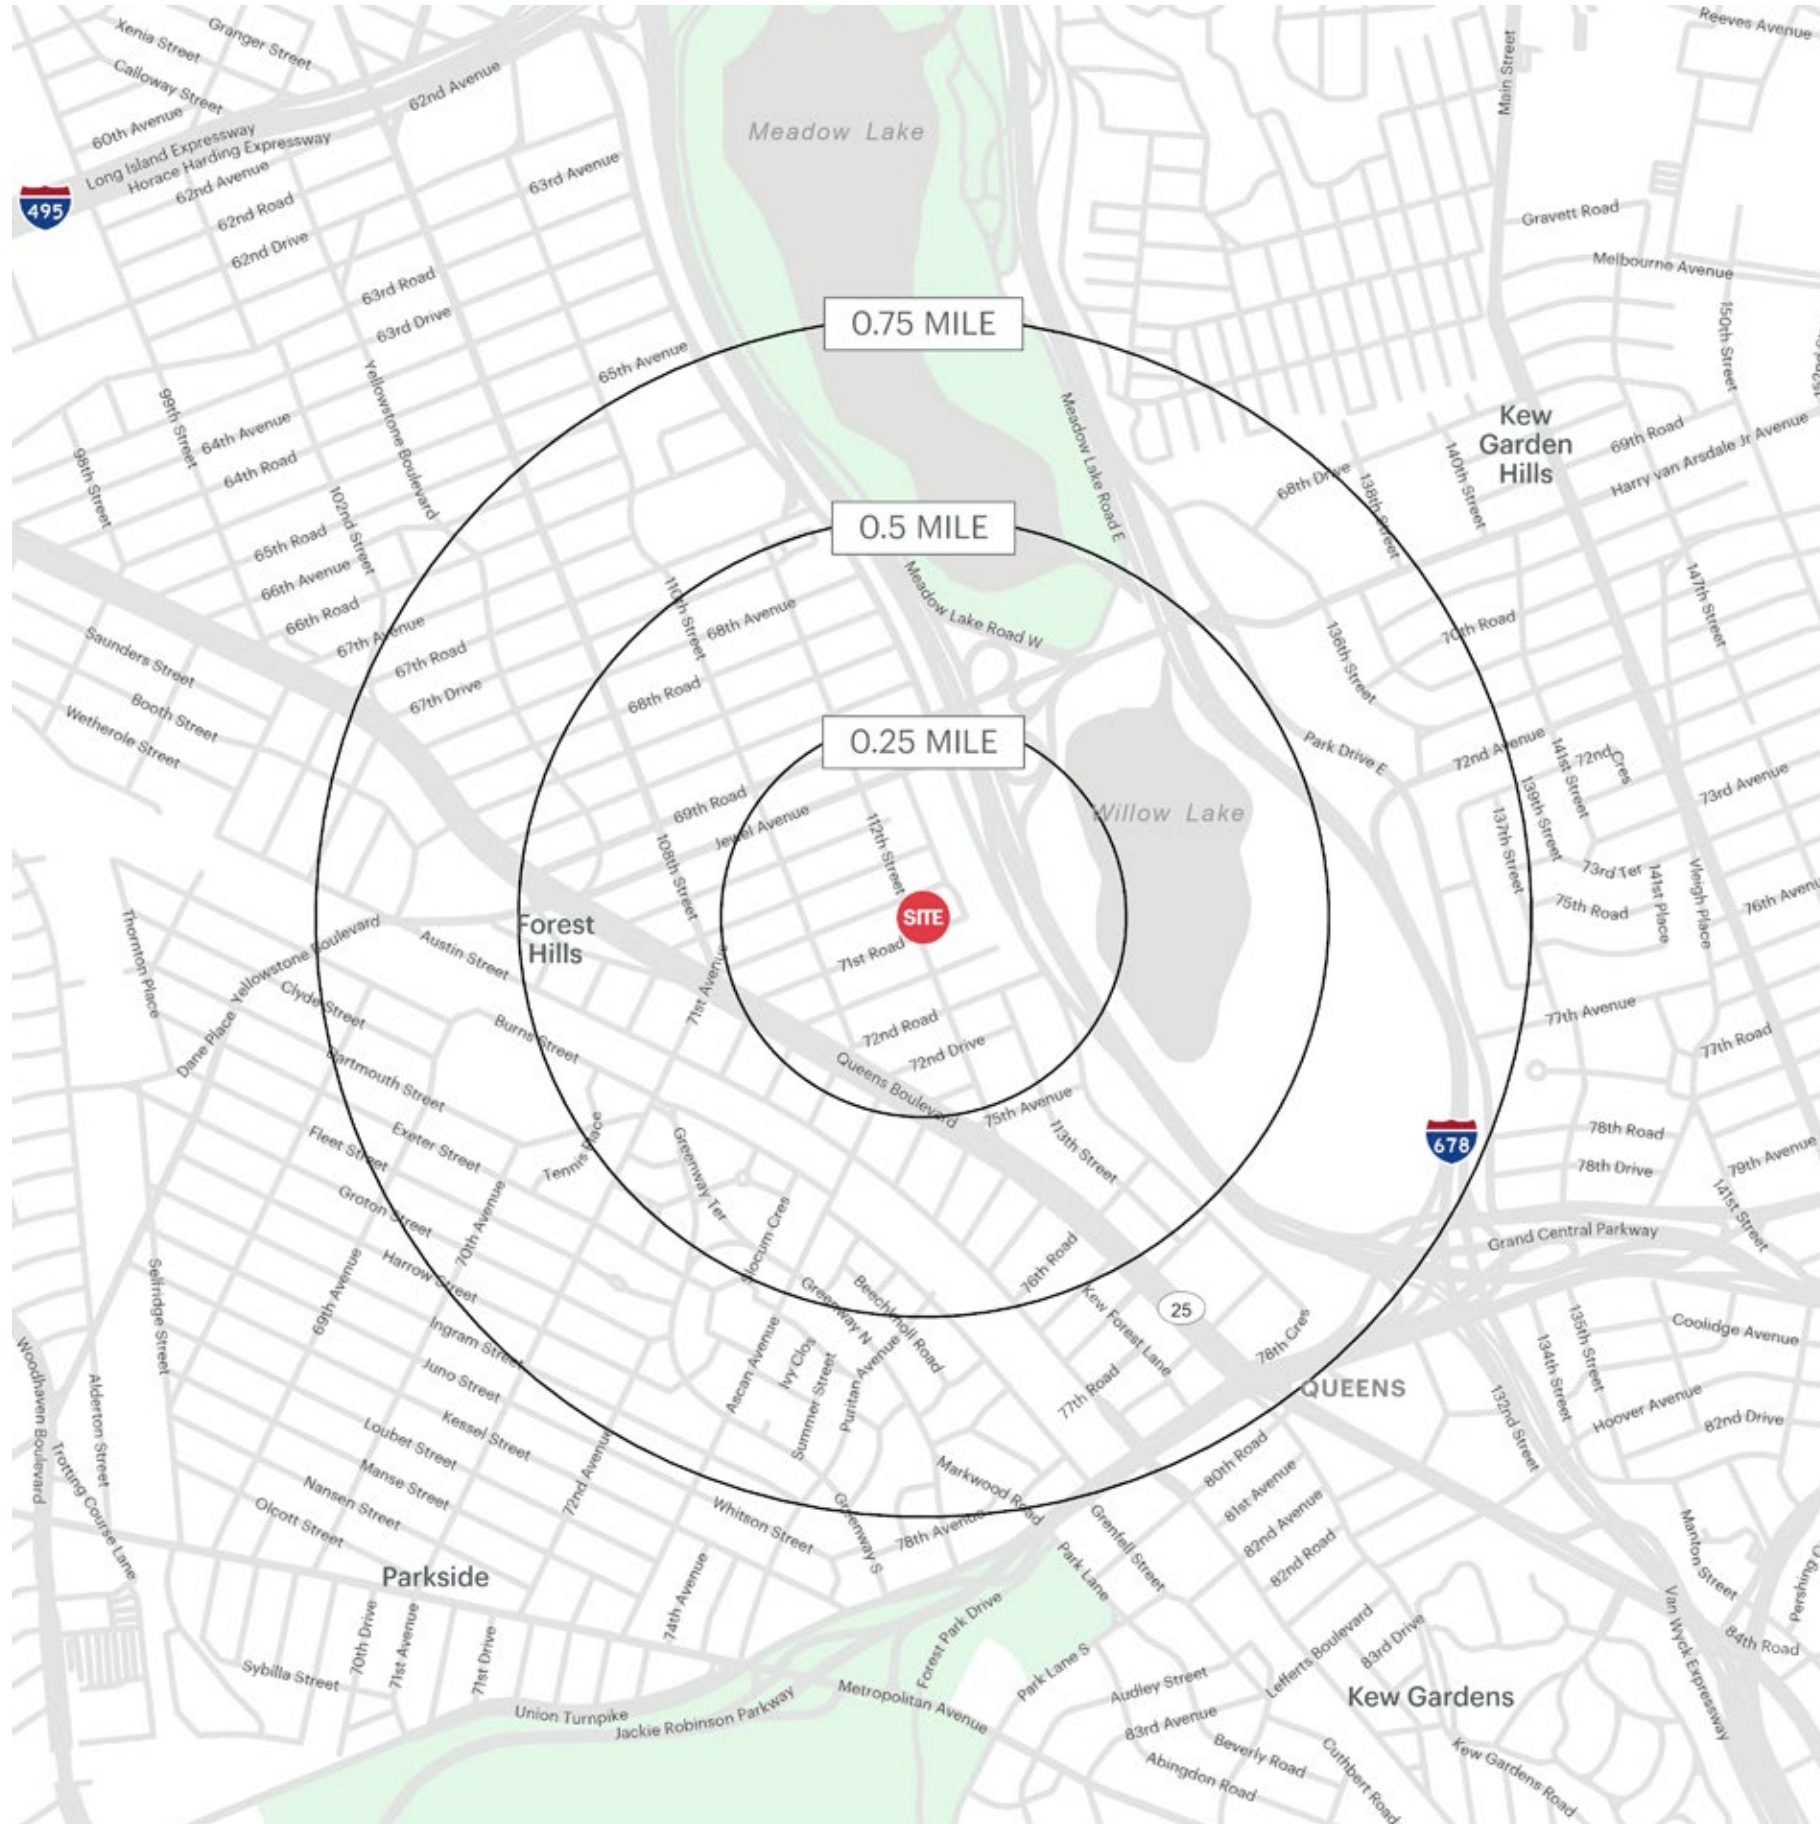 Reeves Avenue
Granger Street
Xenia Street
Calloway Street
62nd Avenue
Main Street
60th Avenue
Meadow Lake
Long Island Expressway
Horace Harding Expressway
62nd Avenue
63rd Avenue
495
62nd Road
Gravett Road
62nd Drive
Melbourne Avenue
63rd Road
63rd Drive
0.75 MILE
150th Street
65th Avenue
Yellowstone Boulevard
99th Street
64th Avenue
Meadow Lake Road E
Kew
Garden
Hills
69th Road
Harry van Arsdale Jr Avenue
98th Street
64th Road
68th Drive
138th Street
140th Street
102nd Street
0.5 MILE
65th Road
66th Avenue
66th Road
110th Street
68th Avenue
Meadow Lake Road W
147th Street
67th Avenue
70th Road
Saunders Street
67th Road
136th Street
Booth Street
67th Drive
68th Road
Wetherole Street
0.25 MILE
Park Drive E
72nd Avenue
141st Street
72nd Cres
73rd Avenue
139th Street
69th Road
Jewel Avenue
Willow Lake
112th Street
137th Street
108th Street
73rd Ter
141st Place
Vleigh Place
75th Road
SITE
Forest
Hills
Thornton Place
Yellowstone Boulevard
Austin Street
71st Road
71st Avenue
Clyde Street
Dane Place
Burns Street
72nd Road
72nd Drive
77th Avenue
77th Road
Dartmouth Street
Queens Boulevard
75th Avenue
113th Street
678
78th Road
78th Drive
79th Avenue
Exeter Street
Fleet Street
Tennis Place
Greenway Ter
Groton Street
70th Avenue
Slocum Cres
141st Street
Grand Central Parkway
Harrow Street
69th Avenue
Selfridge Street
76th Road
Greenway N
Beechknoll Road
Kew Forest Lane
25
78th Cres
Coolidge Avenue
135th Street
134th Street
Ingram Street
Ascan Avenue
Ivy Clos
Summer Street
Puritan Avenue
Juno Street
77th Road
QUEENS
132nd Street
Hoover Avenue
82nd Drive
Woodhaven Boulevard
Alderton Street
Kessel Street
Loubet Street
Trotting Course Lane
Manse Street
72nd Avenue
Markwood Road
80th Road
81st Avenue
82nd Avenue
82nd Road
Nansen Street
Olcott Street
Whitson Street
Greenway S
78th Avenue
Grenfell Street
Park Lane
Manton Street
Parkside
74th Avenue
Forest Park Drive
70th Drive
71st Avenue
71st Drive
Lefferts Boulevard
83rd Drive
Van Wyck Expressway
84th Road
Sybilla Street
Park Lane S
Audley Street
Kew Gardens
Union Turnpike
Jackie Robinson Parkway
Metropolitan Avenue
83rd Avenue
Beverly Road
Abingdon Road
Cuthbert Road
Kew Gardens Road